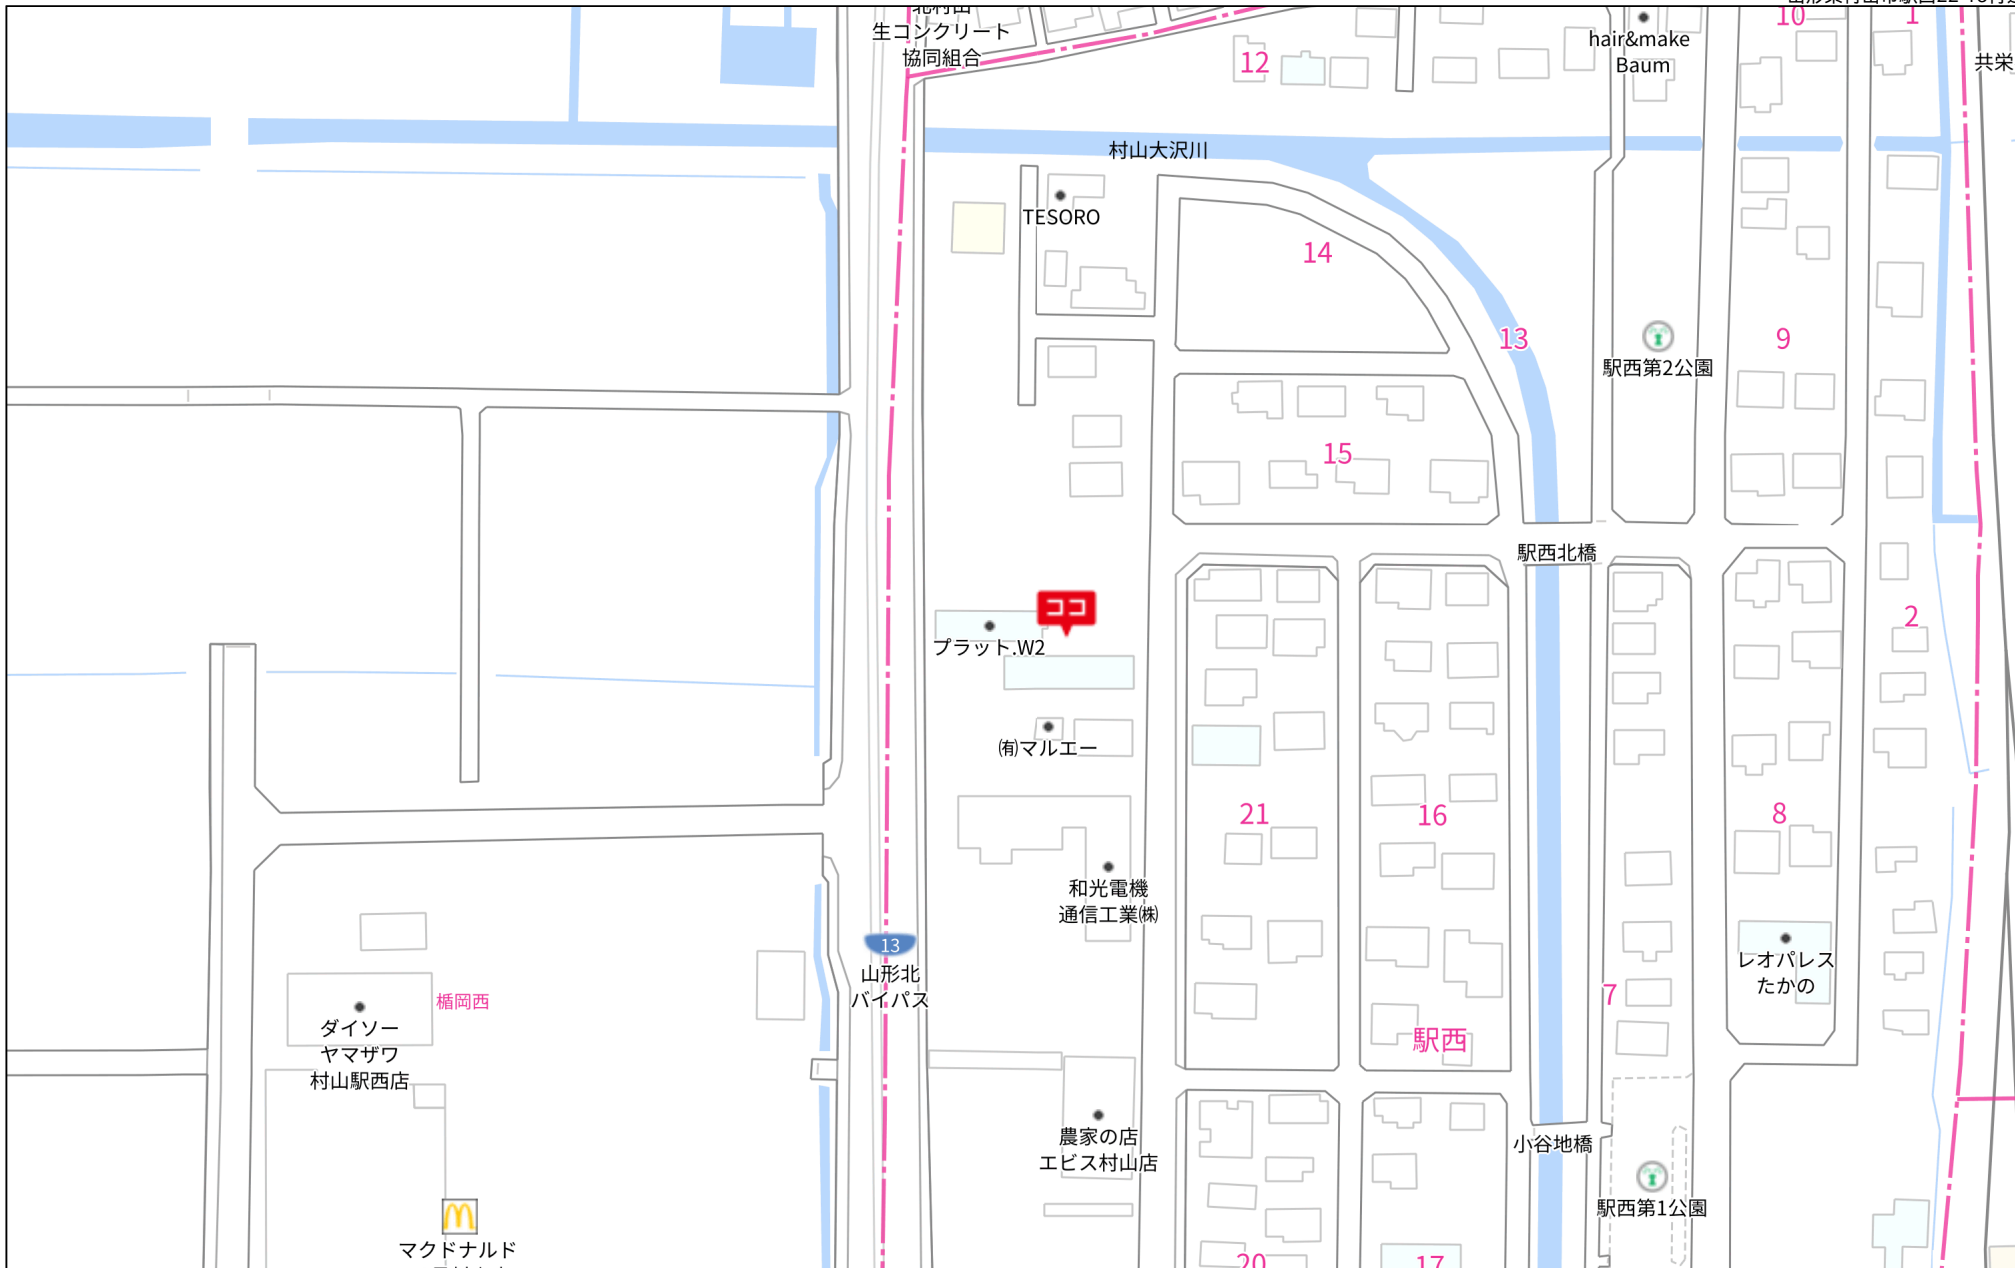 生コンクリート
協同組合
12
hair&make
Baum
10
1
共栄
村山大沢川
TESORO
14
13
駅西第2公園
9
15
駅西北橋
ココ
プラット.W2
2
㈲マルエー
21
16
8
和光電機
通信工業㈱
13
山形北
バイパス
レオパレス
たかの
7
楯岡西
ダイソー
ヤマザワ
村山駅西店
駅西
農家の店
エビス村山店
小谷地橋
駅西第1公園
マクドナルド
20
17